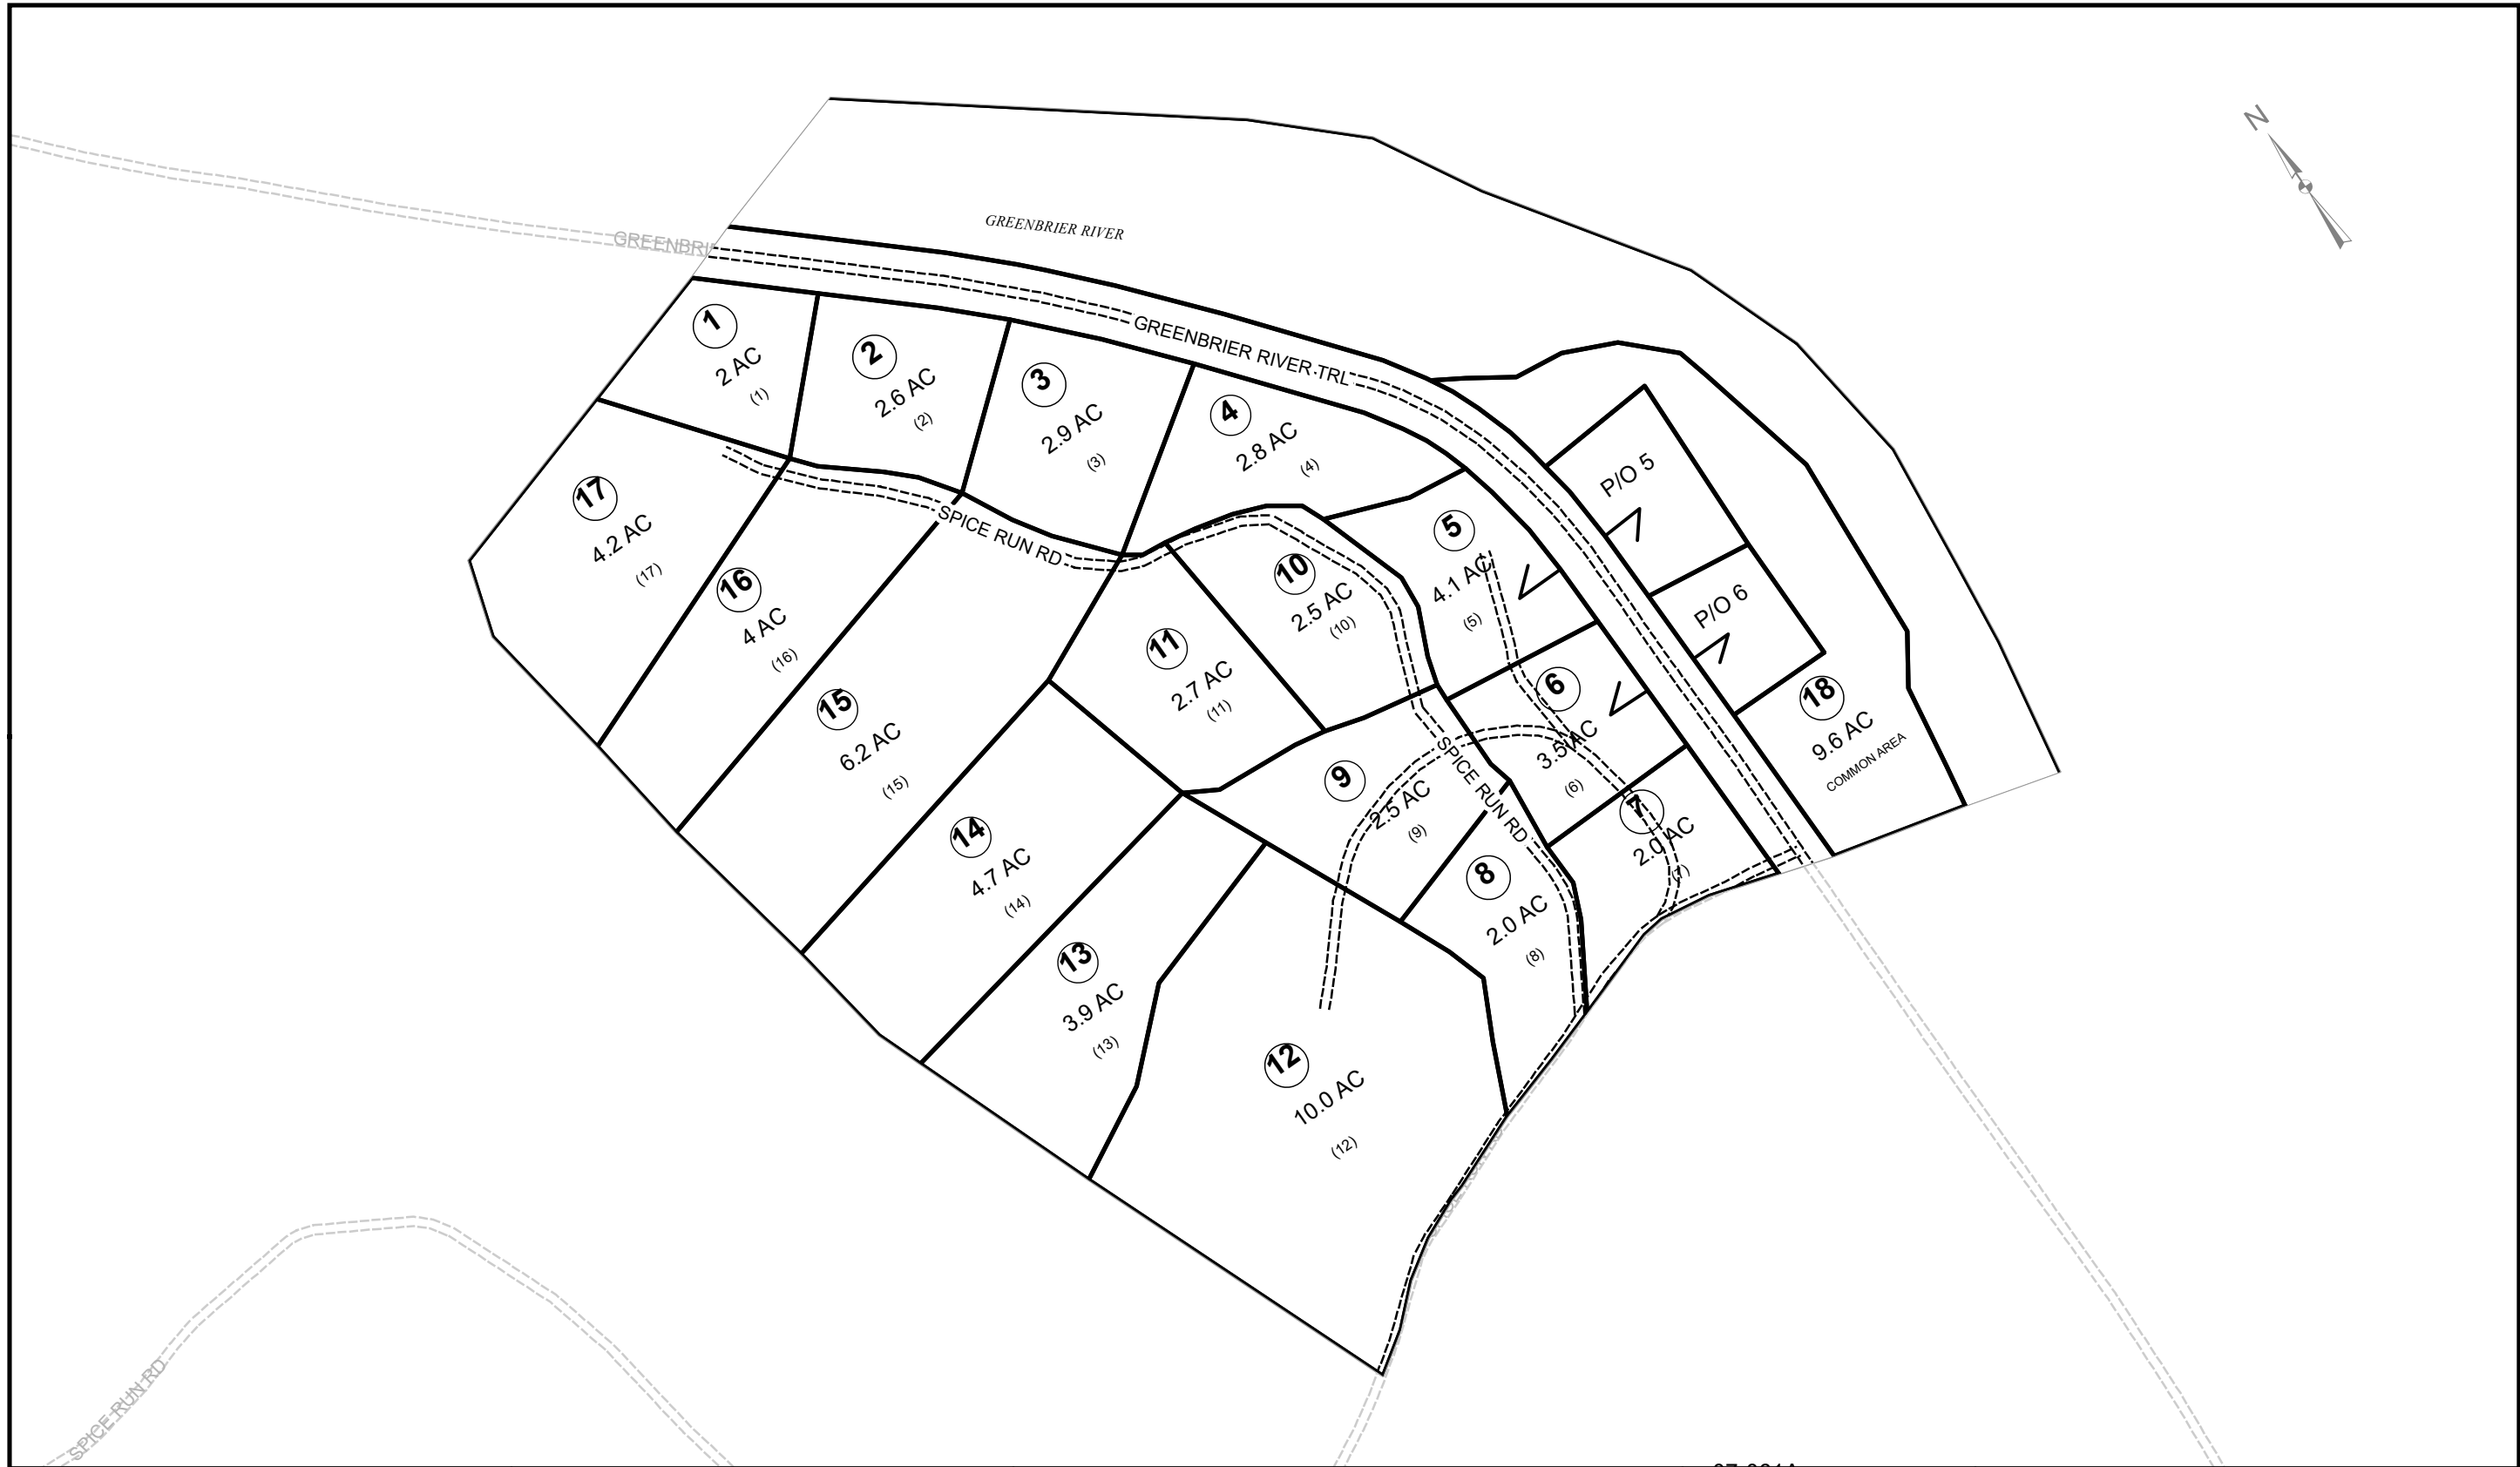 N
GREENBRIER RIVER
GREENBRI
GREENBRIER RIVER TRL
1
2 AC
(1)
2
2.6 AC
(2)
3
2.9 AC
(3)
4
2.8 AC
(4)
P/O 5
5
4.1 AC
(5)
17
4.2 AC
(17)
SPICE RUN RD
16
4 AC
(16)
10
2.5 AC
(10)
11
2.7 AC
(11)
P/O 6
6
3.5 AC
(6)
18
9.6 AC
COMMON AREA
15
6.2 AC
(15)
9
2.5 AC
(9)
SPICE RUN RD
7
2.0 AC
(7)
14
4.7 AC
(14)
8
2.0 AC
(8)
13
3.9 AC
(13)
12
10.0 AC
(12)
SPICE RUN RD